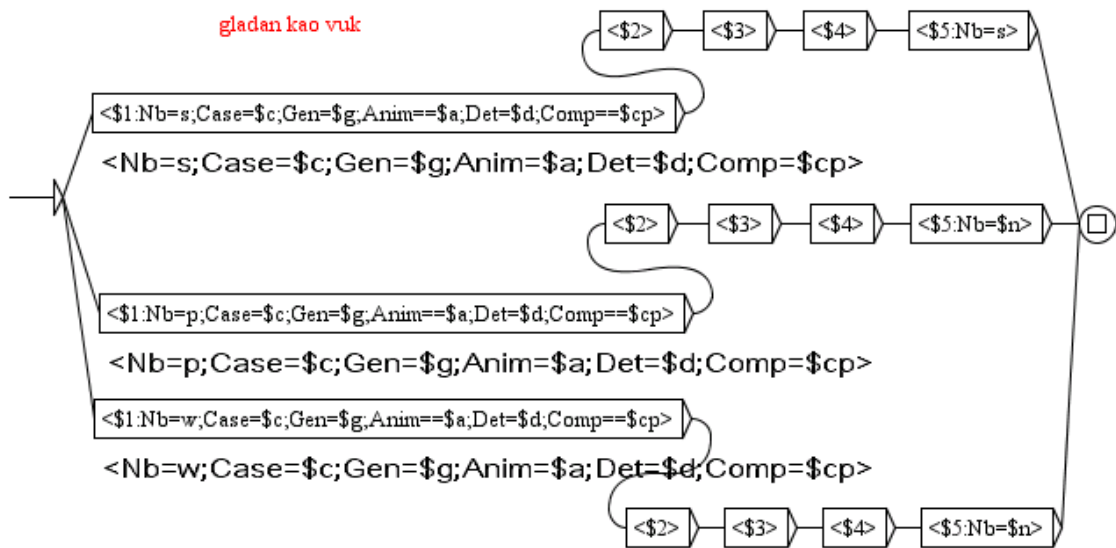 gladan kao vuk
<$2> <$3> <$4> <$5:Nb=s>
<$1:Nb=s;Case=$c;Gen=$g;Anim==$a;Det=$d;Comp==$cp>
<Nb=s;Case=$c;Gen=$g;Anim=$a;Det=$d;Comp=$cp>
<$2> <$3> <$4> <$5:Nb=$n>
<$1:Nb=p;Case=$c;Gen=$g;Anim==$a;Det=$d;Comp==$cp>
<Nb=p;Case=$c;Gen=$g;Anim=$a;Det=$d;Comp=$cp>
<$1:Nb=w;Case=$c;Gen=$g;Anim==$a;Det=$d;Comp==$cp>
<Nb=w;Case=$c;Gen=$g;Anim=$a;Det=$d;Comp=$cp>
<$2> <$3> <$4> <$5:Nb=$n>